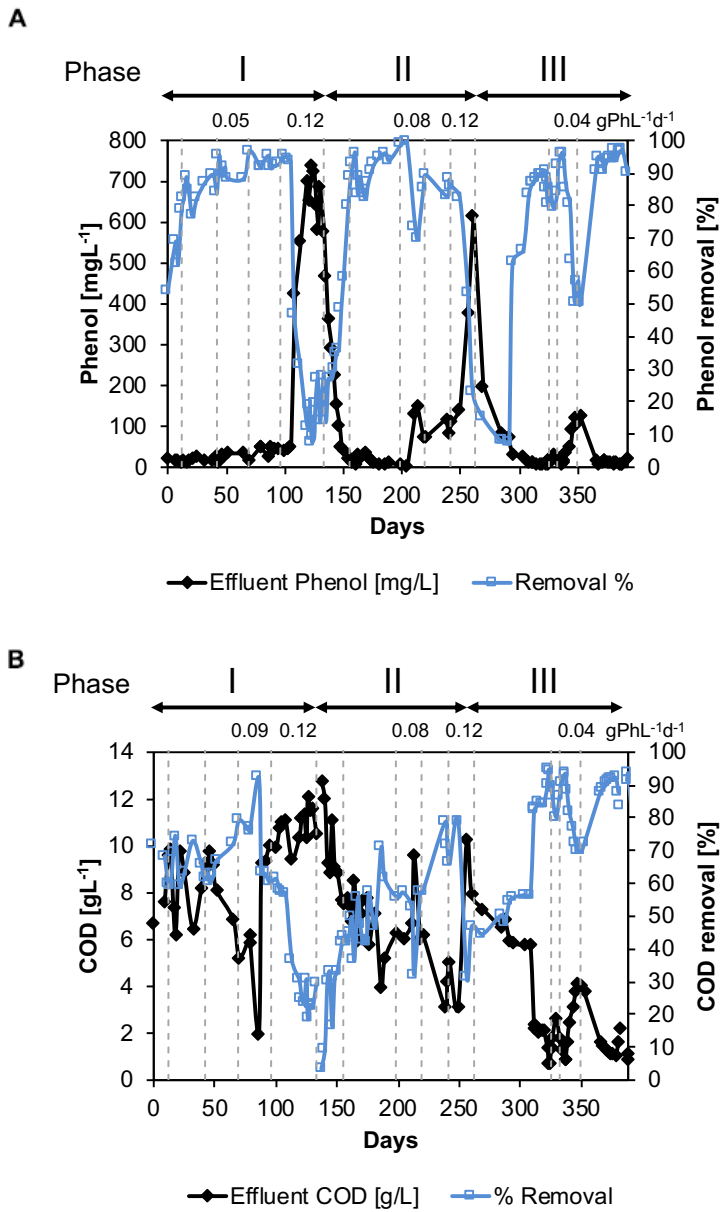 A
Phase I II III
0.05 0.12 0.08 0.12 0.04 gPhL-1d-1
800 100
700 90
600 80
500 70
400 60
300 50
200 40
100 30
0 20
10
0
Phenol [mgL-1]
Phenol removal [%]
0 50 100 150 200 250 300 350
Days
Effluent Phenol [mg/L] Removal %
B
Phase I II III
0.09 0.12 0.08 0.12 0.04 gPhL-1d-1
14 100
12 90
10 80
8 70
6 60
4 50
2 40
0 30
20
10
0
COD [gL-1]
COD removal [%]
0 50 100 150 200 250 300 350
Days
Effluent COD [g/L] % Removal